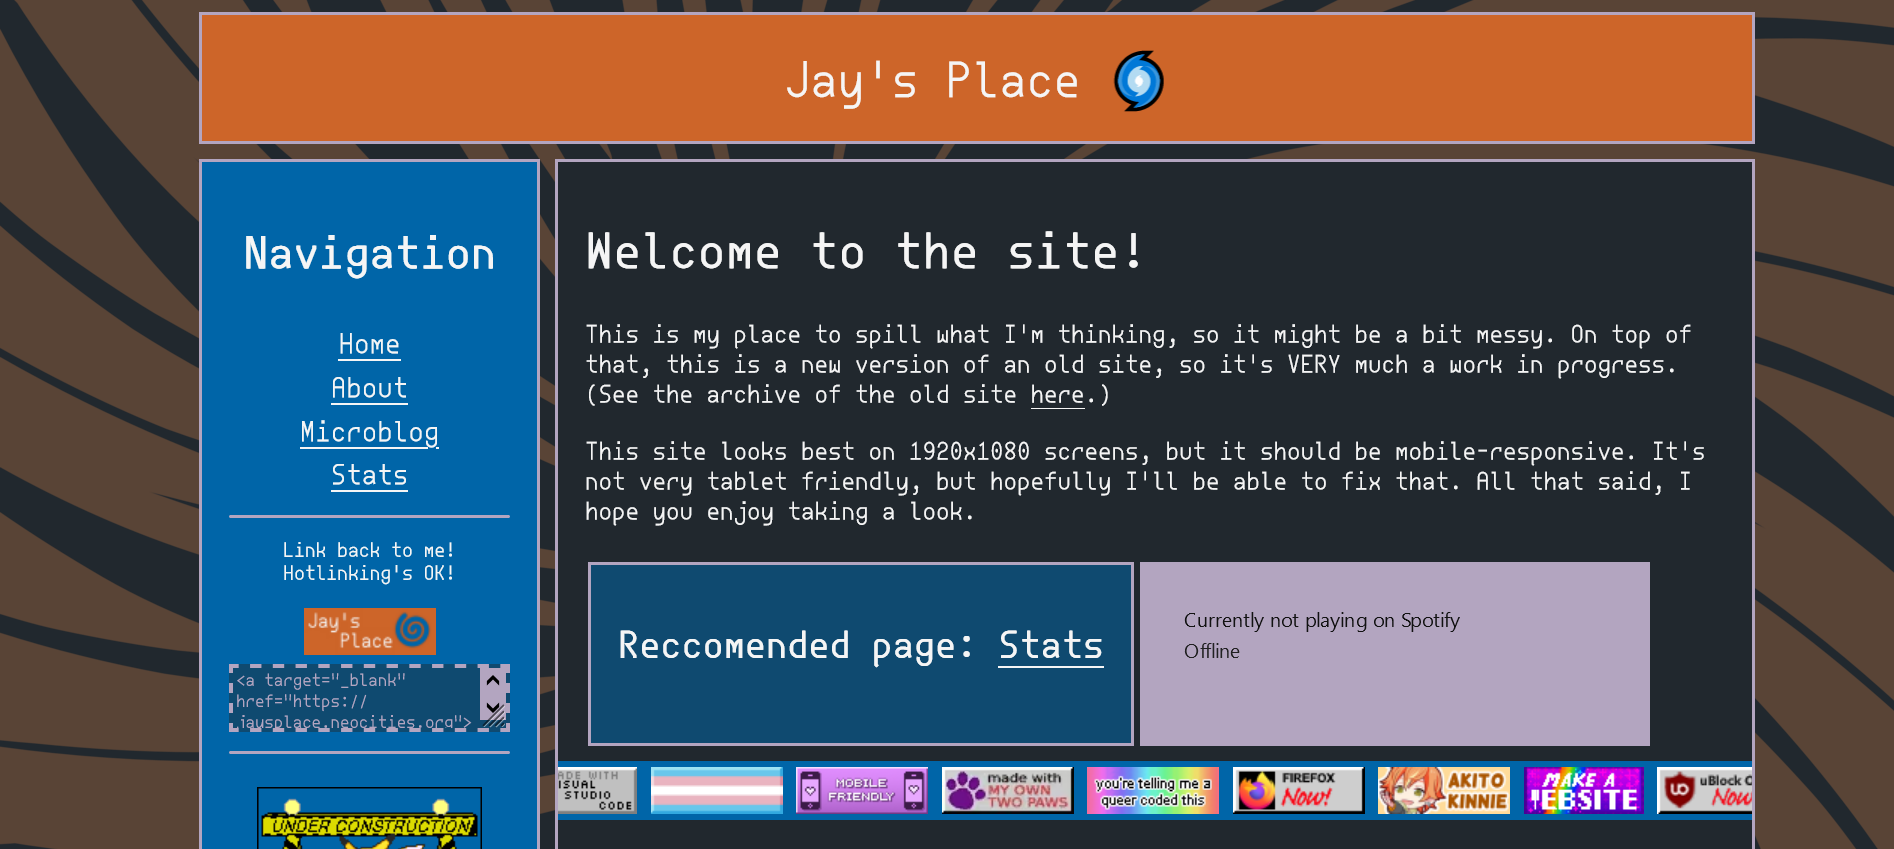 Jay's Place
Navigation
Home
About
Microblog
Stats
Link back to me!
Hotlinking's OK!
Jay's
Place
<a target="_blank"
href="https://
jaysplace.neocities.org">
UNDER CONSTRUCTION
Welcome to the site!
This is my place to spill what I'm thinking, so it might be a bit messy. On top of
that, this is a new version of an old site, so it's VERY much a work in progress.
(See the archive of the old site here.)
This site looks best on 1920x1080 screens, but it should be mobile-responsive. It's
not very tablet friendly, but hopefully I'll be able to fix that. All that said, I
hope you enjoy taking a look.
Reccomended page: Stats
Currently not playing on Spotify
Offline
WITH
STUDIO
CODE
MOBILE
FRIENDLY
made with
MY OWN
TWO PAWS
you're telling me a
queer coded this
FIREFOX
Now!
AKITO
KINNIE
MAKE A
WEBSITE
uBlock